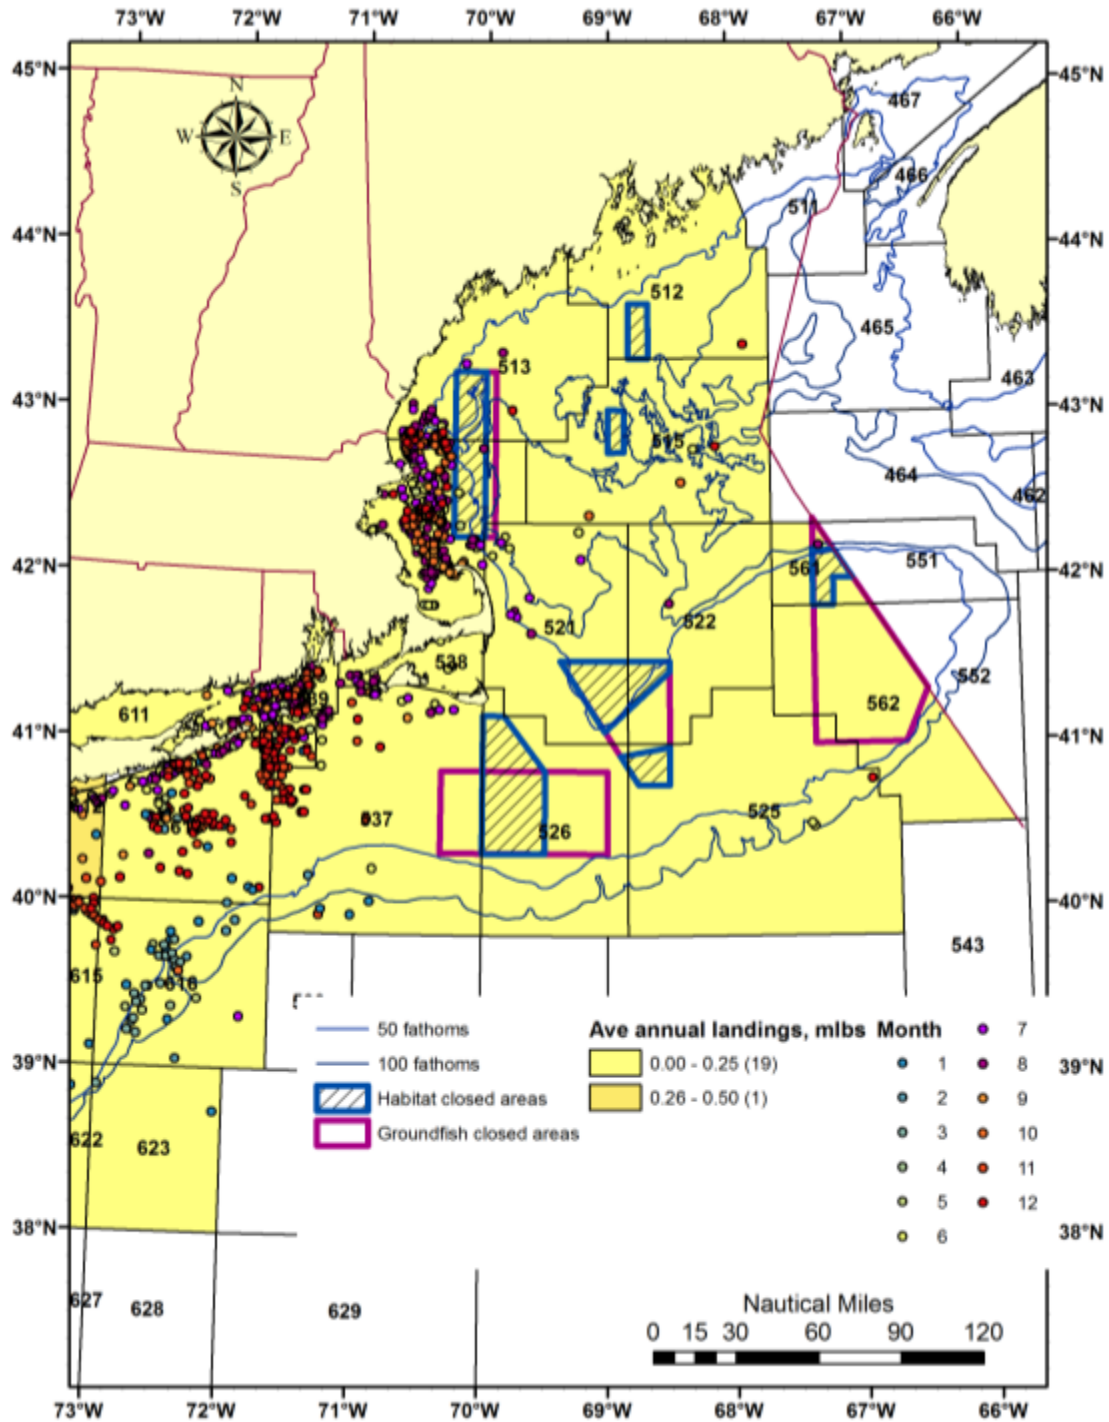 73°W 72°W 71°W 70°W 69°W 68°W 67°W 66°W
45°N 45°N
N
W E
S
467
466
511
44°N 44°N
512
465
513
463
43°N 43°N
515
464
462
42°N 551 42°N
561
521 522
538
552
611 562
41°N 41°N
537 525
526
40°N 40°N
543
615
50 fathoms
100 fathoms
Habitat closed areas
Groundfish closed areas
Ave annual landings, mlbs
0.00 - 0.25 (19)
0.26 - 0.50 (1)
Month
1
2
3
4
5
6
7
8
9
10
11
12
39°N 39°N
622 623
38°N 38°N
627 628 629
Nautical Miles
0 15 30 60 90 120
73°W 72°W 71°W 70°W 69°W 68°W 67°W 66°W